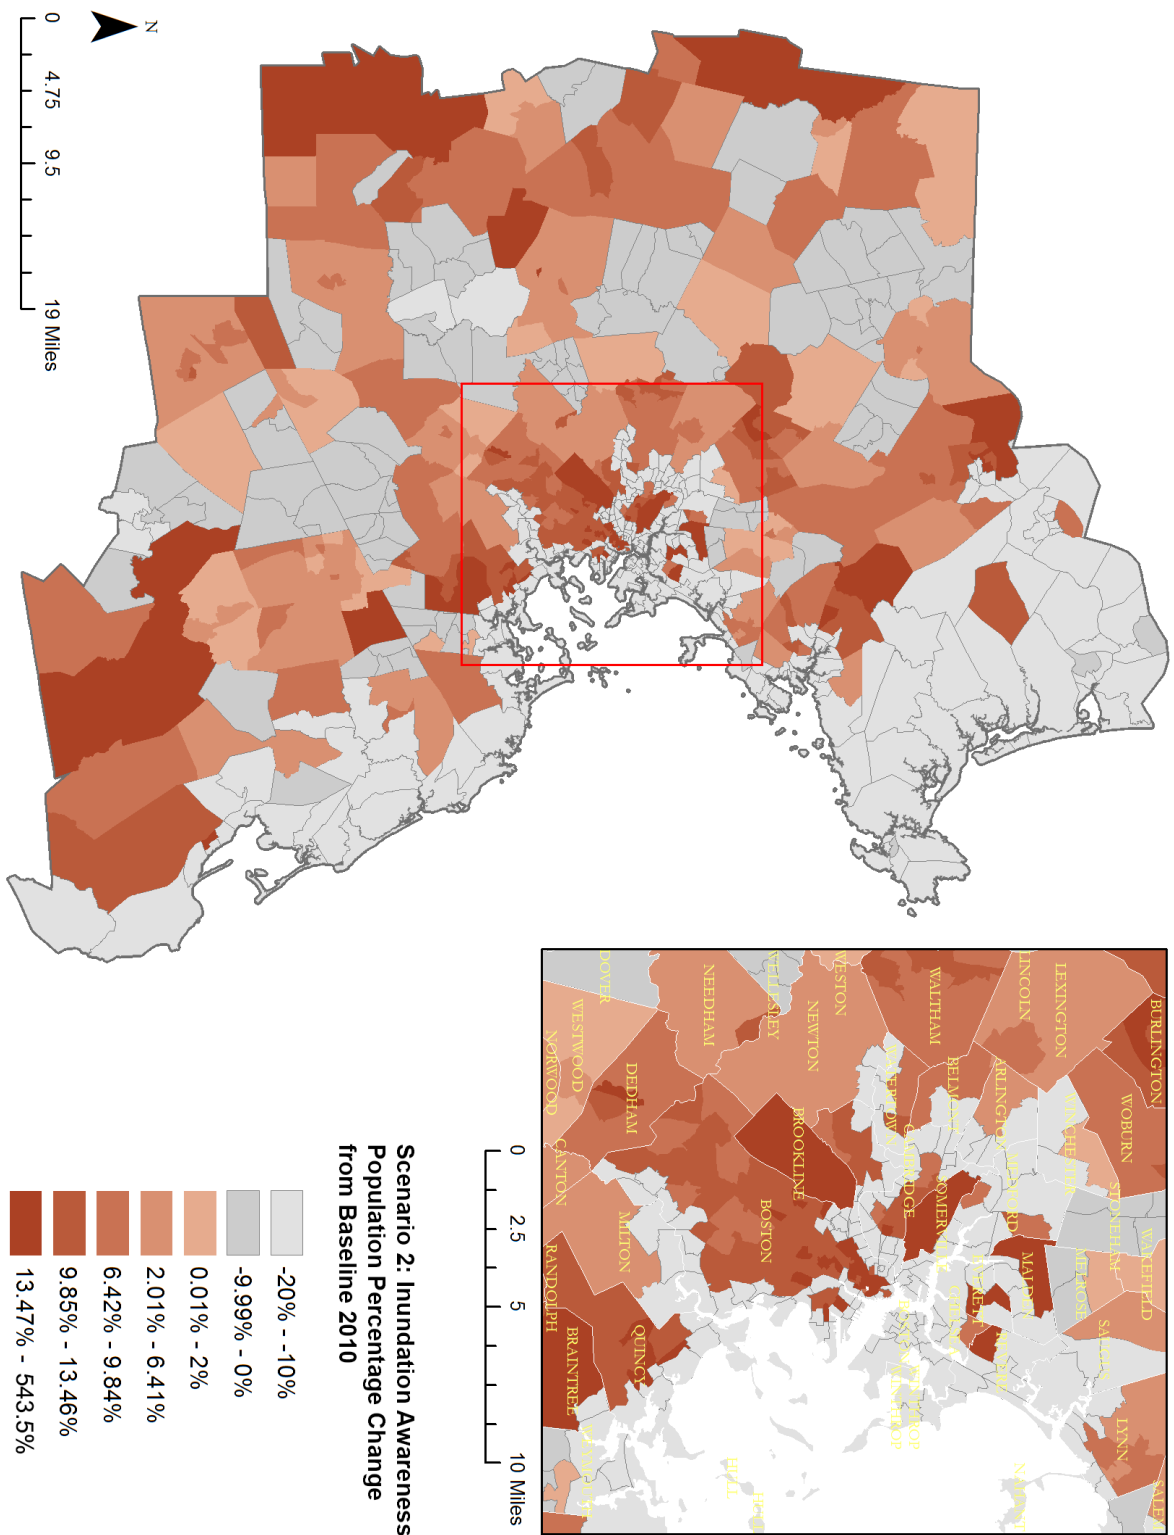 N
0 4.75 9.5 19 Miles
BURLINGTON
LEXINGTON
LINCOLN
WALTHAM
WESTON
NEWTON
WELLESLEY
NEEDHAM
DOVER
WESTWOOD
NORWOOD
WOBURN
WINCHESTER
ARLINGTON
BELMONT
WATERTOWN
CAMBRIDGE
BROOKLINE
DEDHAM
CANTON
WAKEFIELD
STONEHAM
MEDFORD
SOMERVILLE
BOSTON
MILTON
MELROSE
MALDEN
EVERETT
CHELSEA
RANDOLPH
SAUGUS
REVERE
WINTHROP
QUINCY
BRAINTREE
LYNN
SALEM
NAHANT
HULL
HULL
WEYMOUTH
0 2.5 5 10 Miles
Scenario 2: Inundation Awareness
Population Percentage Change
from Baseline 2010
-20% - -10%
-9.99% - 0%
0.01% - 2%
2.01% - 6.41%
6.42% - 9.84%
9.85% - 13.46%
13.47% - 543.5%